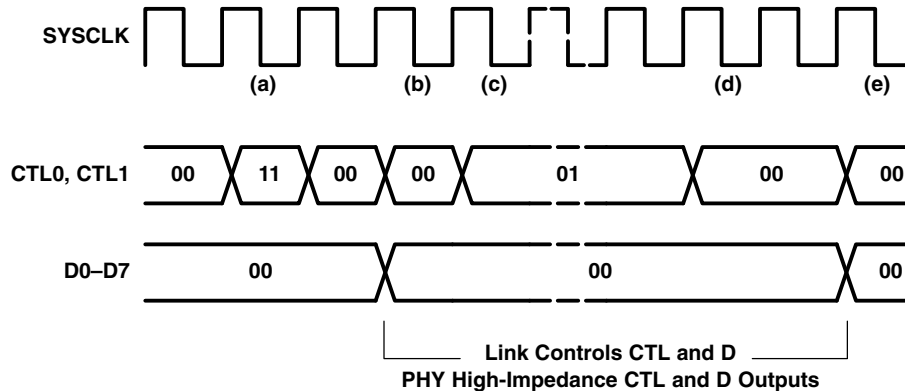 SYSCLK
(a) (b) (c) (d) (e)
CTL0, CTL1 00 11 00 00 01 00 00
D0–D7 00 00 00
Link Controls CTL and D
PHY High-Impedance CTL and D Outputs